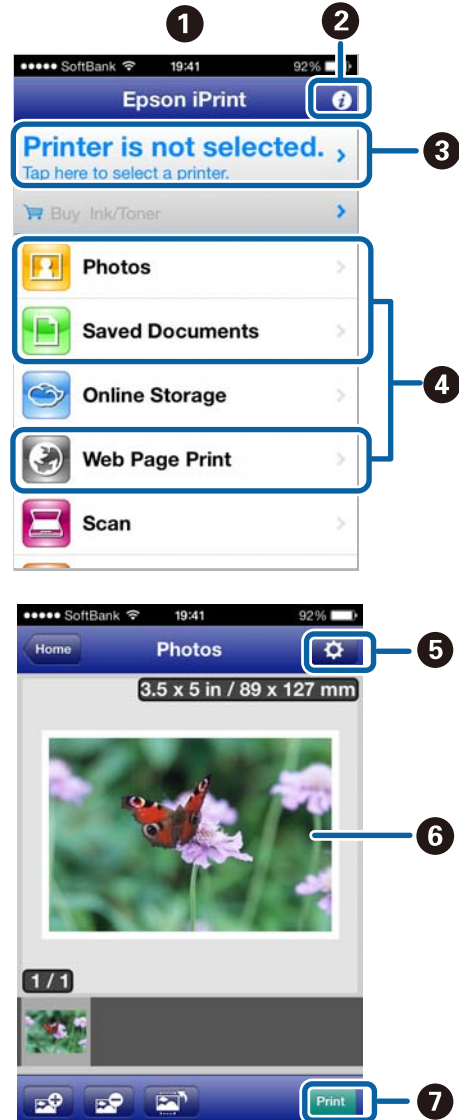 1
2
SoftBank 19:41 92%
Epson iPrint
Printer is not selected.
Tap here to select a printer.
3
Buy Ink/Toner
Photos
Saved Documents
4
Online Storage
Web Page Print
Scan
SoftBank 19:41 92%
Home Photos
5
3.5 x 5 in / 89 x 127 mm
6
1/1
Print
7